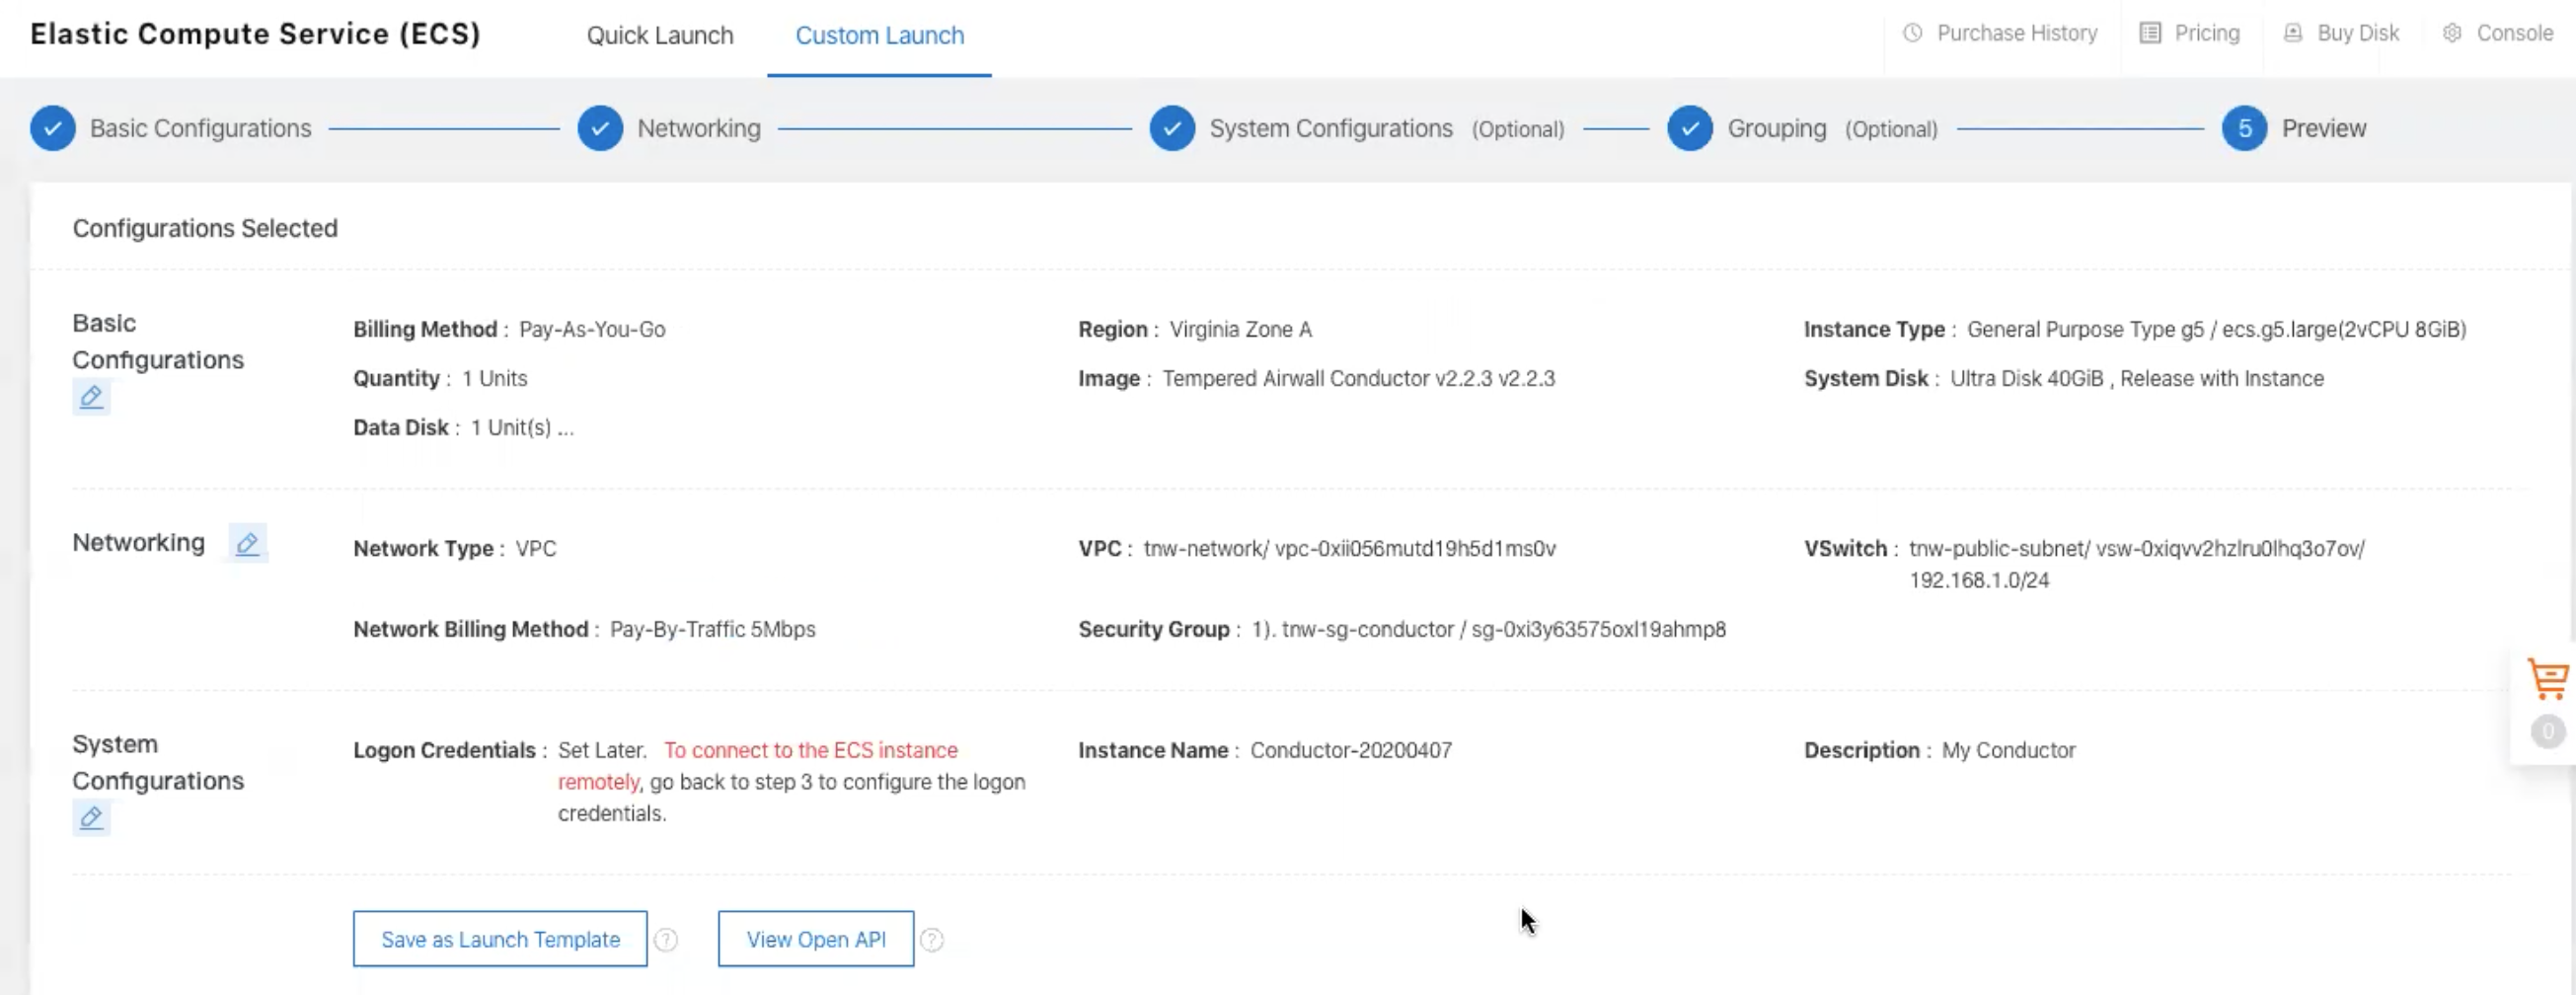 Elastic Compute Service (ECS)
Quick Launch
Custom Launch
Purchase History
Pricing
Buy Disk
Console
Basic Configurations
Networking
System Configurations (Optional)
Grouping (Optional)
5 Preview
Configurations Selected
Basic
Configurations
Billing Method : Pay-As-You-Go
Region : Virginia Zone A
Instance Type : General Purpose Type g5 / ecs.g5.large(2vCPU 8GiB)
Quantity : 1 Units
Image : Tempered Airwall Conductor v2.2.3 v2.2.3
System Disk : Ultra Disk 40GiB , Release with Instance
Data Disk : 1 Unit(s) ...
Networking
Network Type : VPC
VPC : tnw-network/ vpc-0xii056mutd19h5d1ms0v
VSwitch : tnw-public-subnet/ vsw-0xiqvv2hzlru0lhq3o7ov/
192.168.1.0/24
Network Billing Method : Pay-By-Traffic 5Mbps
Security Group : 1). tnw-sg-conductor / sg-0xi3y63575oxl19ahmp8
System
Configurations
Logon Credentials : Set Later. To connect to the ECS instance
remotely, go back to step 3 to configure the logon
credentials.
Instance Name : Conductor-20200407
Description : My Conductor
0
Save as Launch Template ?
View Open API ?